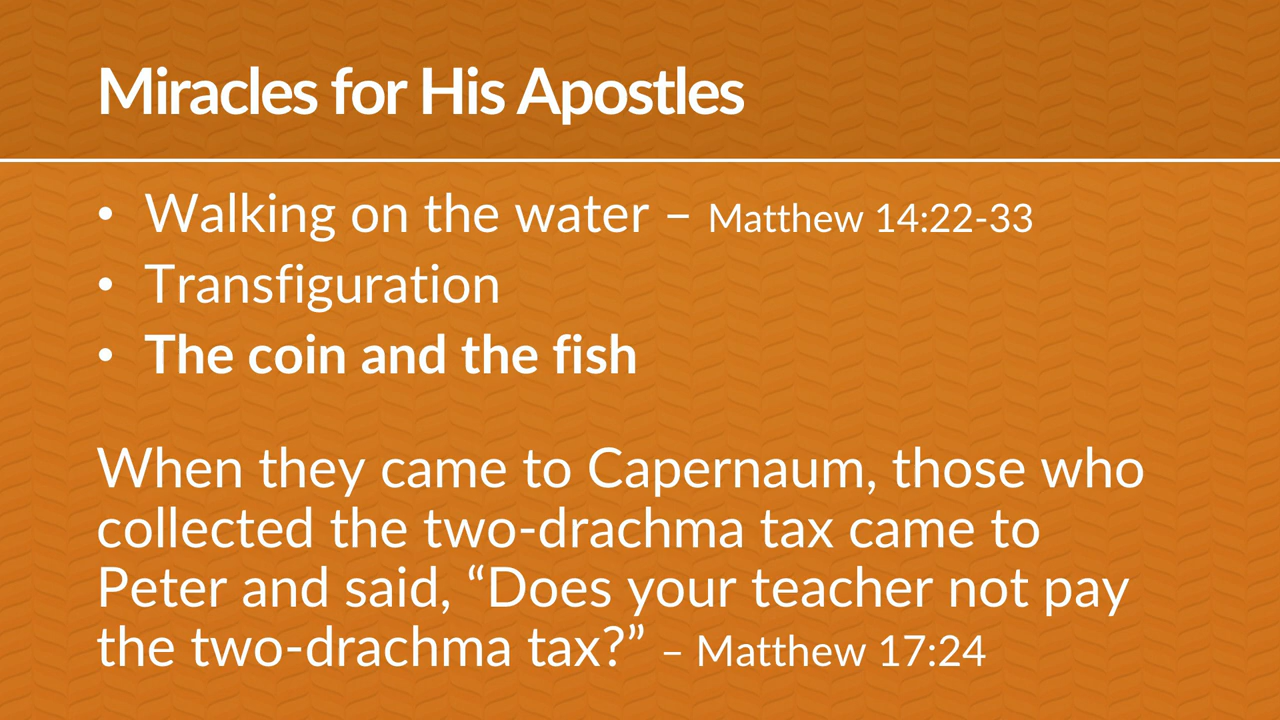 Miracles for His Apostles
• Walking on the water – Matthew 14:22-33
• Transfiguration
• The coin and the fish
When they came to Capernaum, those who
collected the two-drachma tax came to
Peter and said, “Does your teacher not pay
the two-drachma tax?” – Matthew 17:24